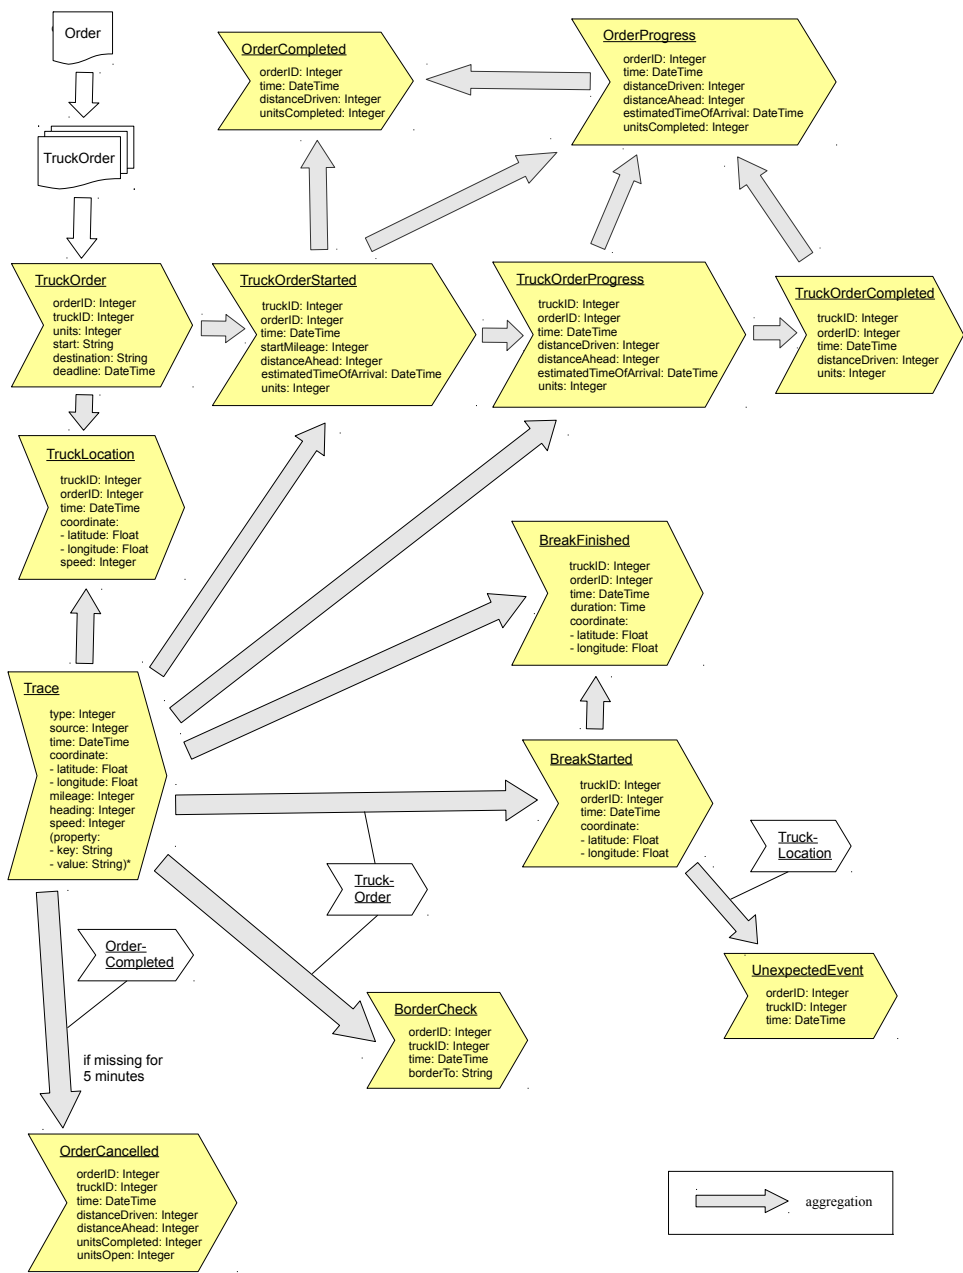 Order
TruckOrder
OrderCompleted
orderID: Integer
time: DateTime
distanceDriven: Integer
unitsCompleted: Integer
OrderProgress
orderID: Integer
time: DateTime
distanceDriven: Integer
distanceAhead: Integer
estimatedTimeOfArrival: DateTime
unitsCompleted: Integer
TruckOrder
orderID: Integer
truckID: Integer
units: Integer
start: String
destination: String
deadline: DateTime
TruckOrderStarted
truckID: Integer
orderID: Integer
time: DateTime
startMileage: Integer
distanceAhead: Integer
estimatedTimeOfArrival: DateTime
units: Integer
TruckOrderProgress
truckID: Integer
orderID: Integer
time: DateTime
distanceDriven: Integer
distanceAhead: Integer
estimatedTimeOfArrival: DateTime
units: Integer
TruckOrderCompleted
truckID: Integer
orderID: Integer
time: DateTime
distanceDriven: Integer
units: Integer
TruckLocation
truckID: Integer
orderID: Integer
time: DateTime
coordinate:
- latitude: Float
- longitude: Float
speed: Integer
BreakFinished
truckID: Integer
orderID: Integer
time: DateTime
duration: Time
coordinate:
- latitude: Float
- longitude: Float
Trace
type: Integer
source: Integer
time: DateTime
coordinate:
- latitude: Float
- longitude: Float
mileage: Integer
heading: Integer
speed: Integer
(property:
- key: String
- value: String)*
BreakStarted
truckID: Integer
orderID: Integer
time: DateTime
coordinate:
- latitude: Float
- longitude: Float
Truck-
Location
Truck-
Order
Order-
Completed
UnexpectedEvent
orderID: Integer
truckID: Integer
time: DateTime
BorderCheck
orderID: Integer
truckID: Integer
time: DateTime
borderTo: String
if missing for
5 minutes
OrderCancelled
orderID: Integer
truckID: Integer
time: DateTime
distanceDriven: Integer
distanceAhead: Integer
unitsCompleted: Integer
unitsOpen: Integer
aggregation